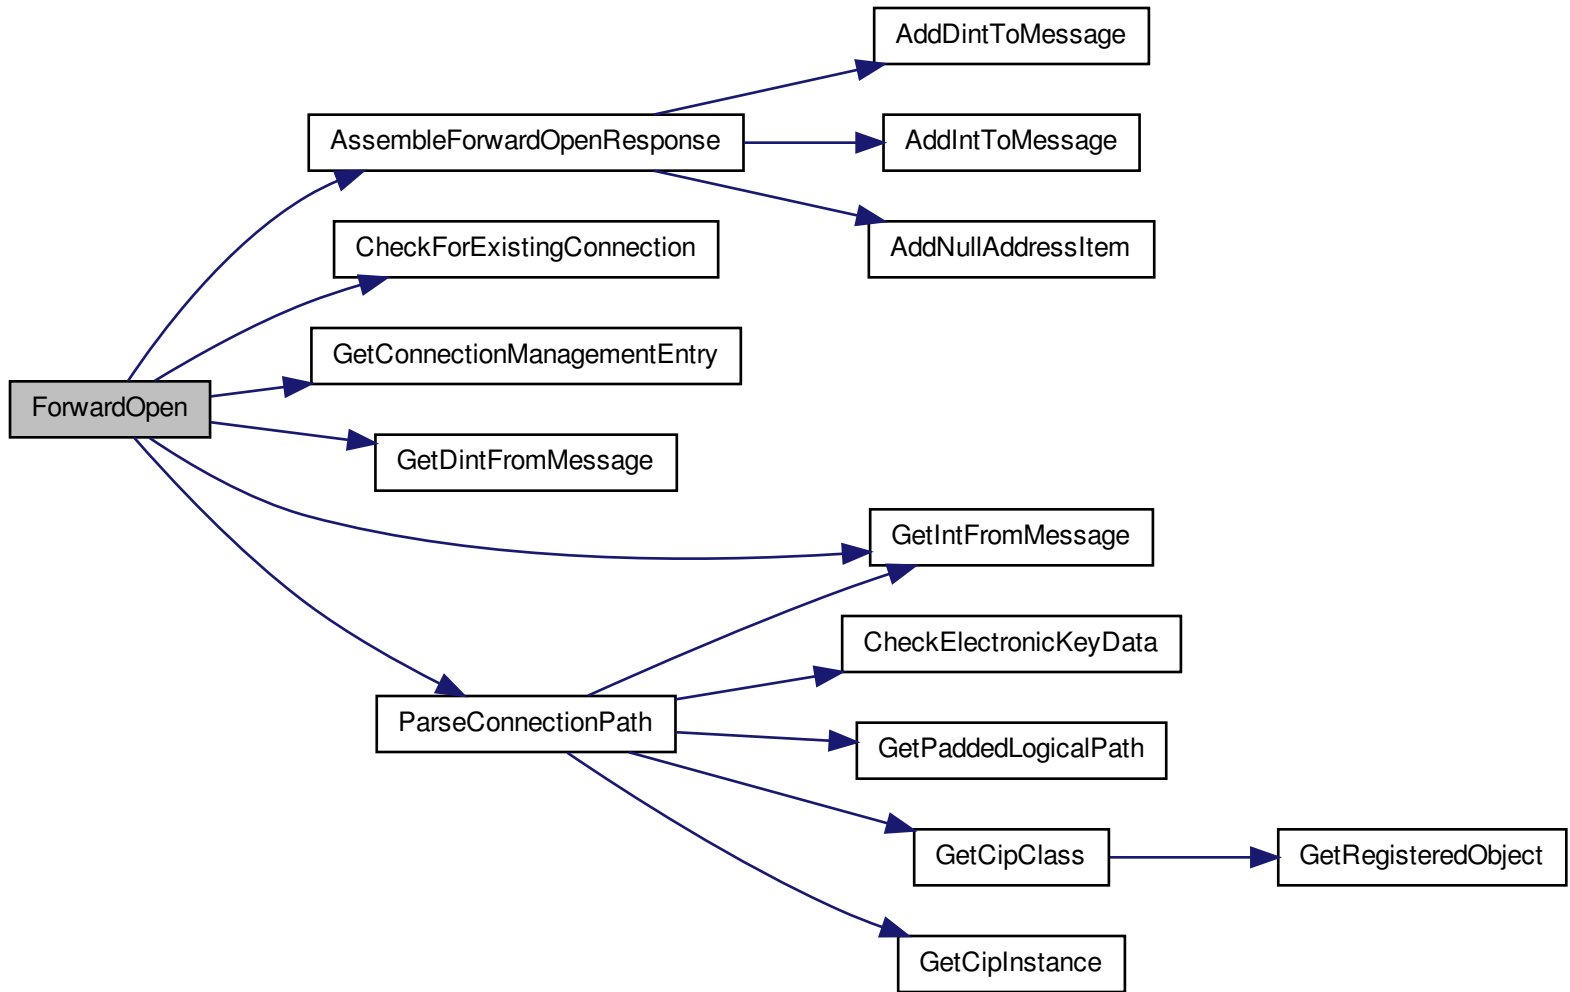 AddDintToMessage
AssembleForwardOpenResponse
AddIntToMessage
CheckForExistingConnection
AddNullAddressItem
GetConnectionManagementEntry
ForwardOpen
GetDintFromMessage
GetIntFromMessage
CheckElectronicKeyData
ParseConnectionPath
GetPaddedLogicalPath
GetCipClass
GetRegisteredObject
GetCipInstance